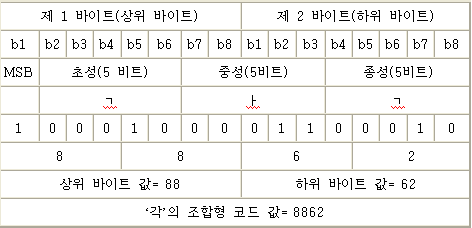 제 1 바이트(상위 바이트) 제 2 바이트(하위 바이트)
b1 b2 b3 b4 b5 b6 b7 b8 b1 b2 b3 b4 b5 b6 b7 b8
MSB 초성(5 비트) 중성(5비트) 종성(5비트)
ㄱ ㅏ ㄱ
1 0 0 0 1 0 0 0 0 1 1 0 0 0 1 0
8 8 6 2
상위 바이트 값= 88 하위 바이트 값= 62
‘각’의 조합형 코드 값= 8862